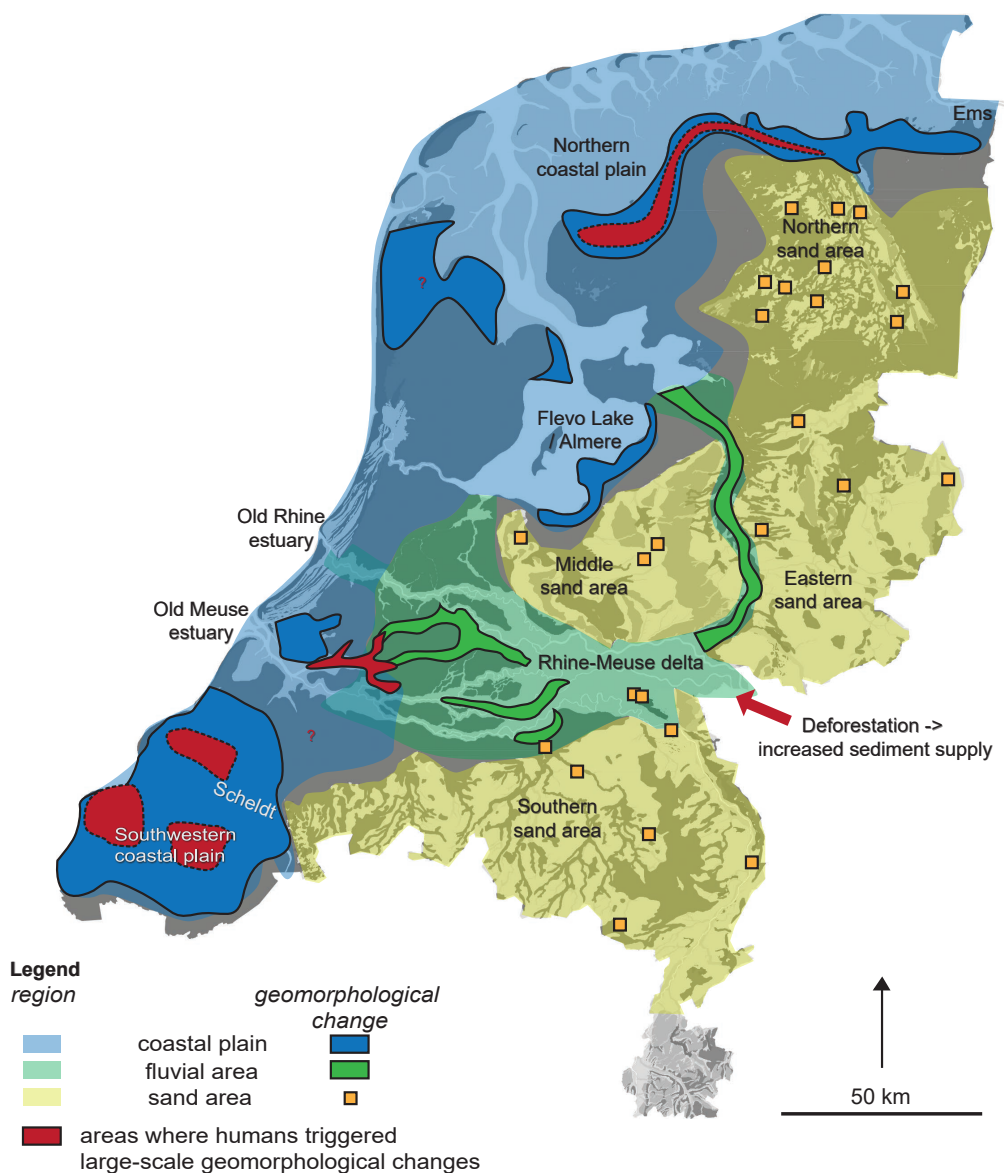 Ems
Northern
coastal plain
Northern
sand area
?
Flevo Lake
/ Almere
Old Rhine
estuary
Middle
sand area
Eastern
sand area
Old Meuse
estuary
Rhine-Meuse delta
?
Deforestation ->
increased sediment supply
Scheldt
Southwestern
coastal plain
Southern
sand area
Legend
region
geomorphological
change
coastal plain
fluvial area
sand area
areas where humans triggered
large-scale geomorphological changes
50 km